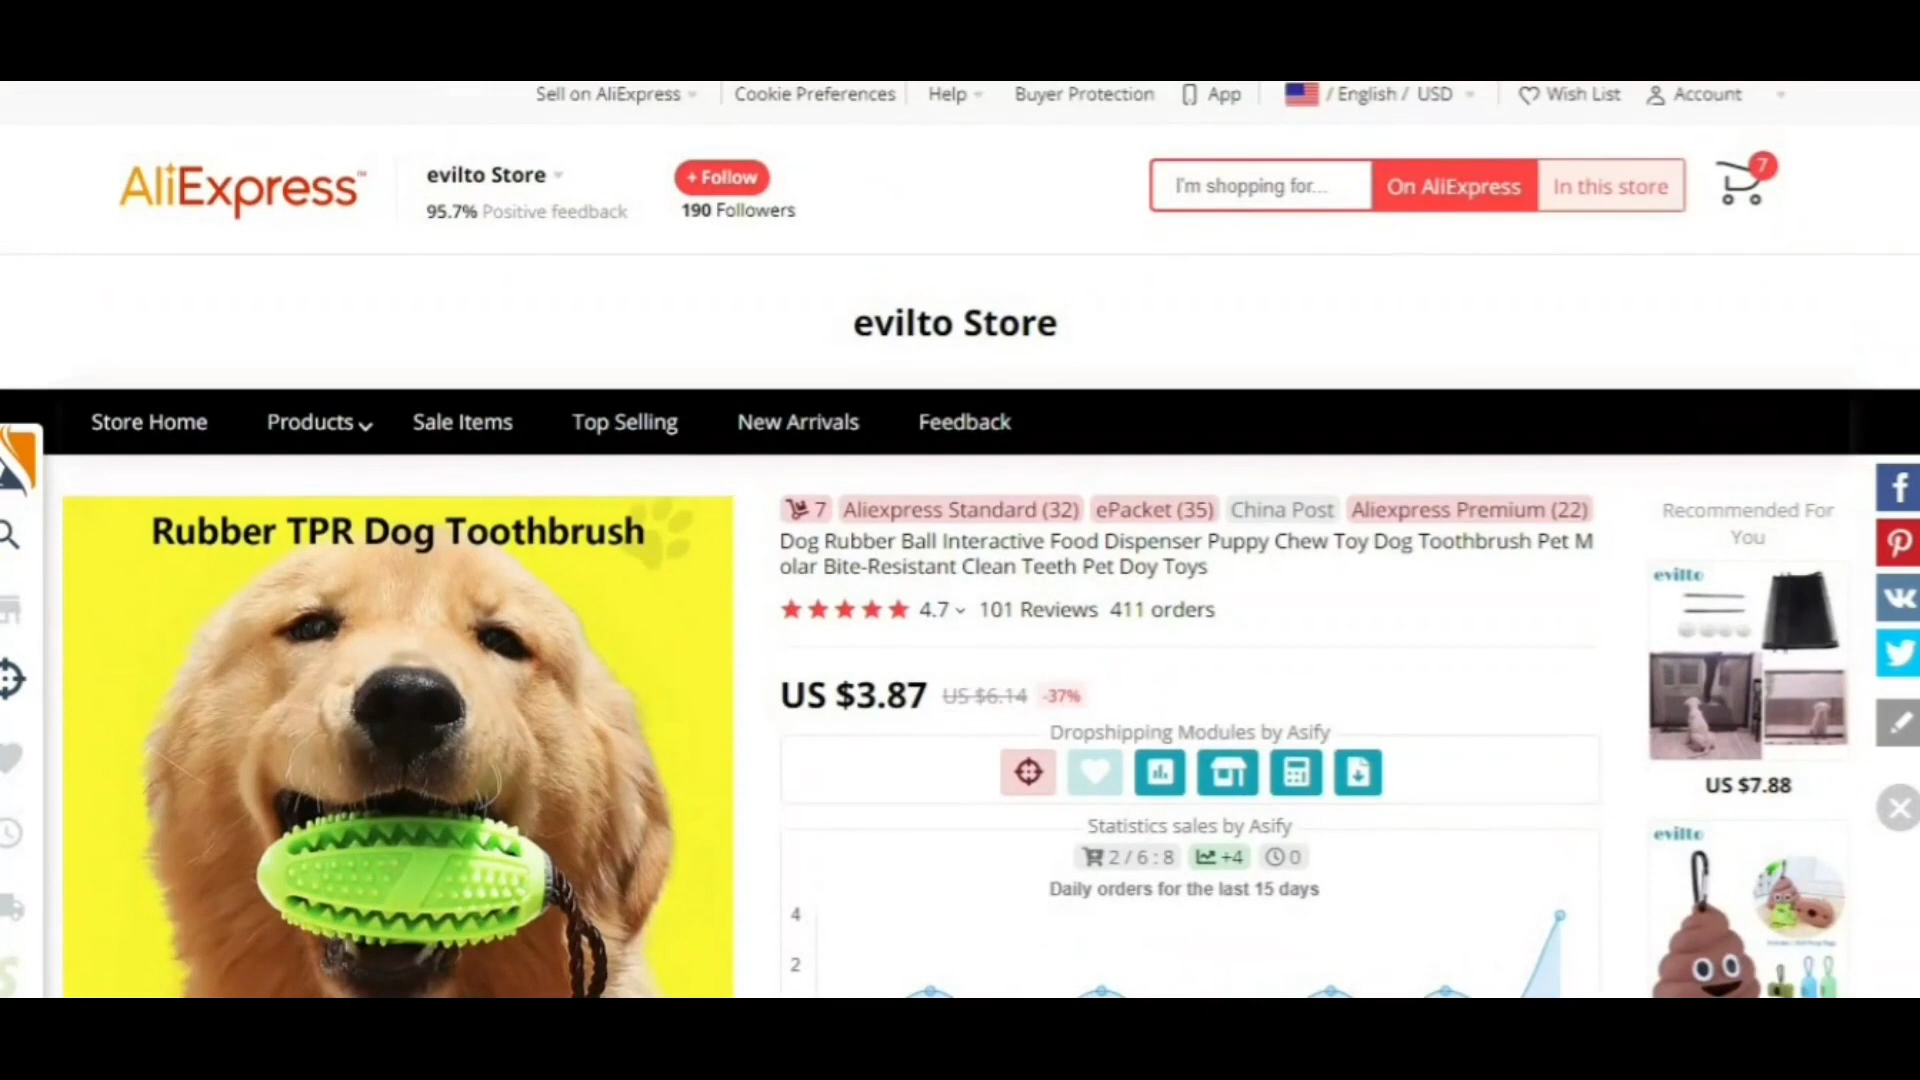 Sell on AliExpress
Cookie Preferences
Help
Buyer Protection
App
/ English / USD
Wish List
Account
AliExpress™
evilto Store
95.7% Positive feedback
+ Follow
190 Followers
I'm shopping for...
On AliExpress
In this store
7
evilto Store
Store Home
Products
Sale Items
Top Selling
New Arrivals
Feedback
Rubber TPR Dog Toothbrush
7
Aliexpress Standard (32)
ePacket (35)
China Post
Aliexpress Premium (22)
Dog Rubber Ball Interactive Food Dispenser Puppy Chew Toy Dog Toothbrush Pet M
olar Bite-Resistant Clean Teeth Pet Doy Toys
4.7
101 Reviews
411 orders
US $3.87
US $6.14
-37%
Dropshipping Modules by Asify
Statistics sales by Asify
2 / 6 : 8
+4
0
Daily orders for the last 15 days
4
2
Recommended For
You
evilto
US $7.88
evilto